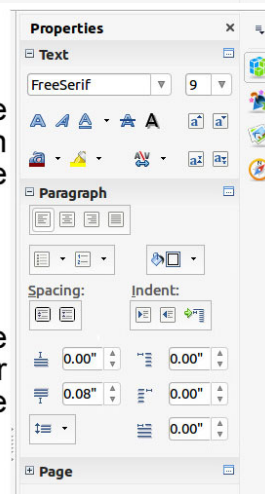 Properties
Text
FreeSerif 9
Paragraph
Spacing: Indent:
0.00" 0.00"
0.08" 0.00"
0.00"
Page